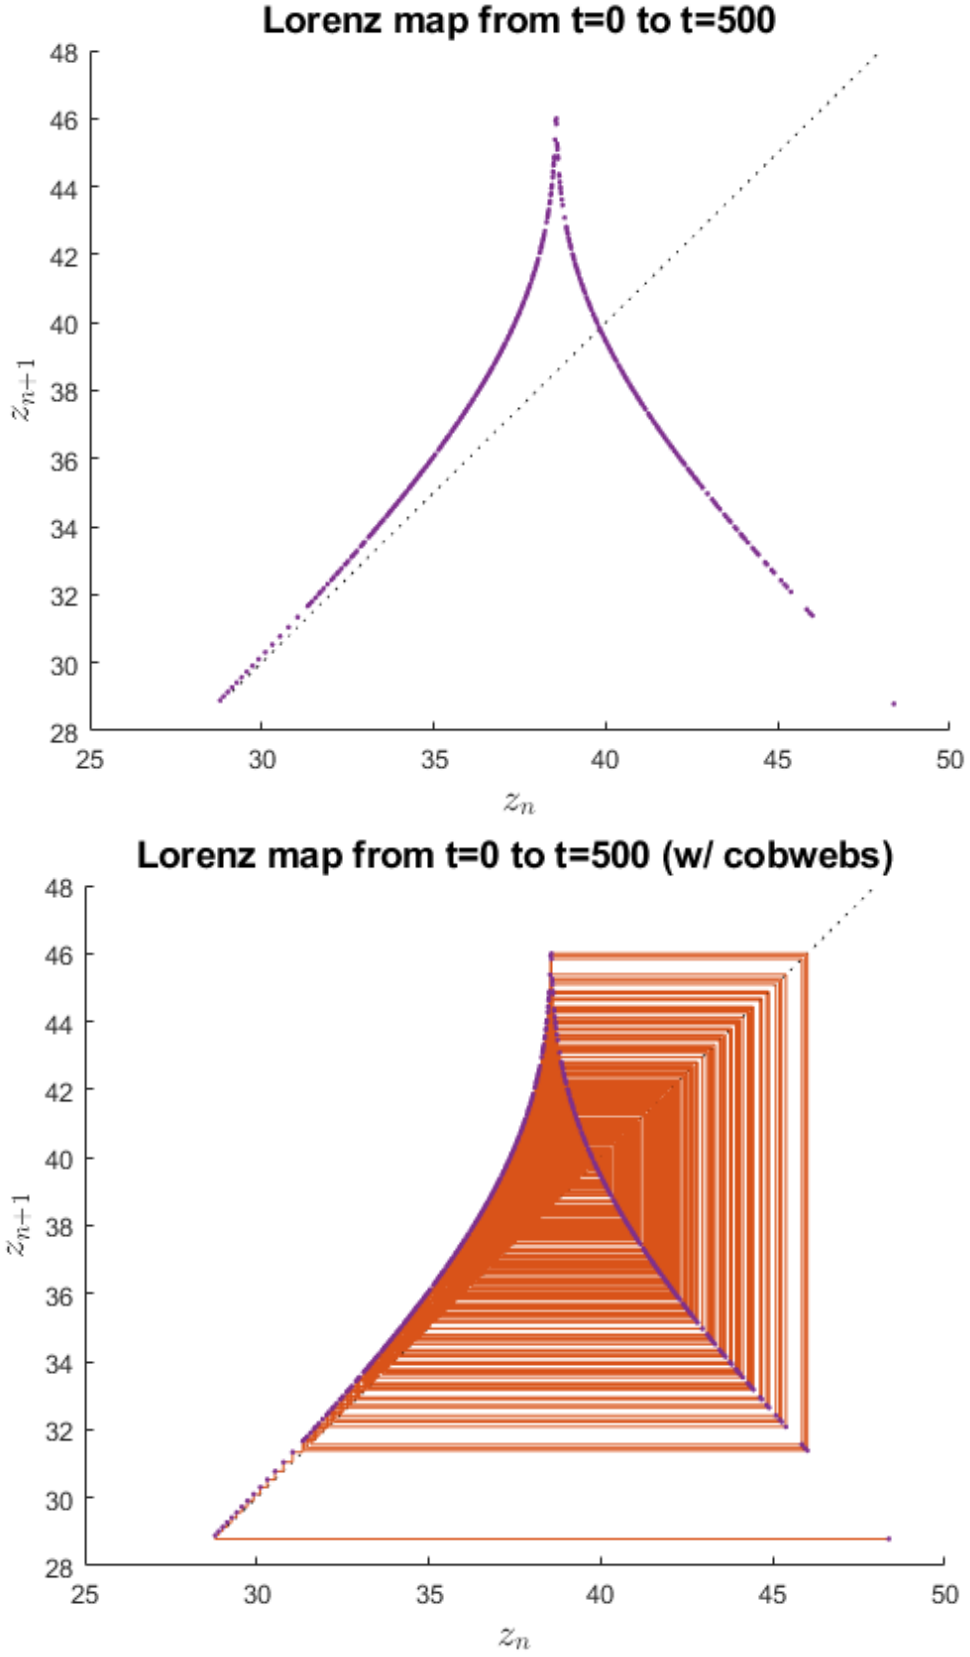 Lorenz map from t=0 to t=500
48
46
44
42
40
38
36
34
32
30
28
z_{n+1}
25 30 35 40 45 50
z_n
Lorenz map from t=0 to t=500 (w/ cobwebs)
48
46
44
42
40
38
36
34
32
30
28
z_{n+1}
25 30 35 40 45 50
z_n